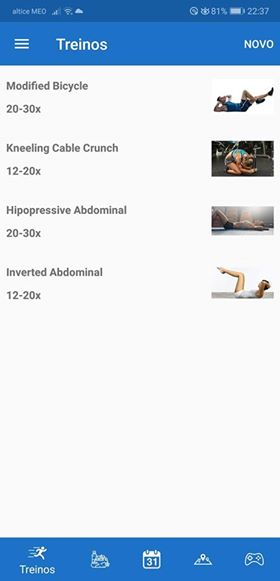 altice MEO 81% 22:37
Treinos NOVO
Modified Bicycle
20-30x
Kneeling Cable Crunch
12-20x
Hipopressive Abdominal
20-30x
Inverted Abdominal
12-20x
31
Treinos